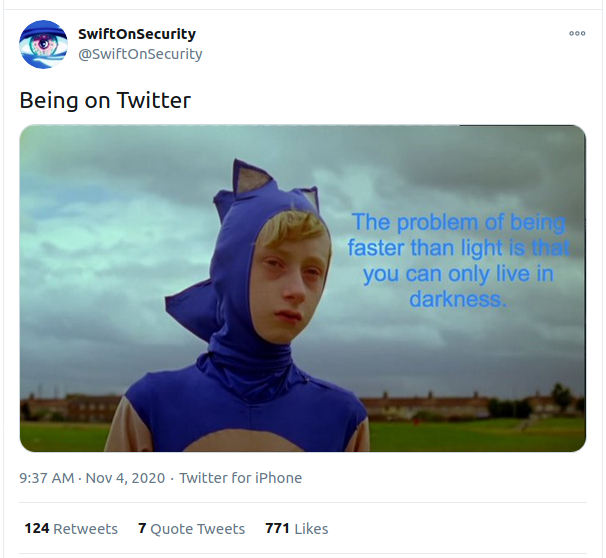 SwiftOnSecurity
@SwiftOnSecurity
Being on Twitter
The problem of being
faster than light is that
you can only live in
darkness.
9:37 AM · Nov 4, 2020 · Twitter for iPhone
124 Retweets 7 Quote Tweets 771 Likes